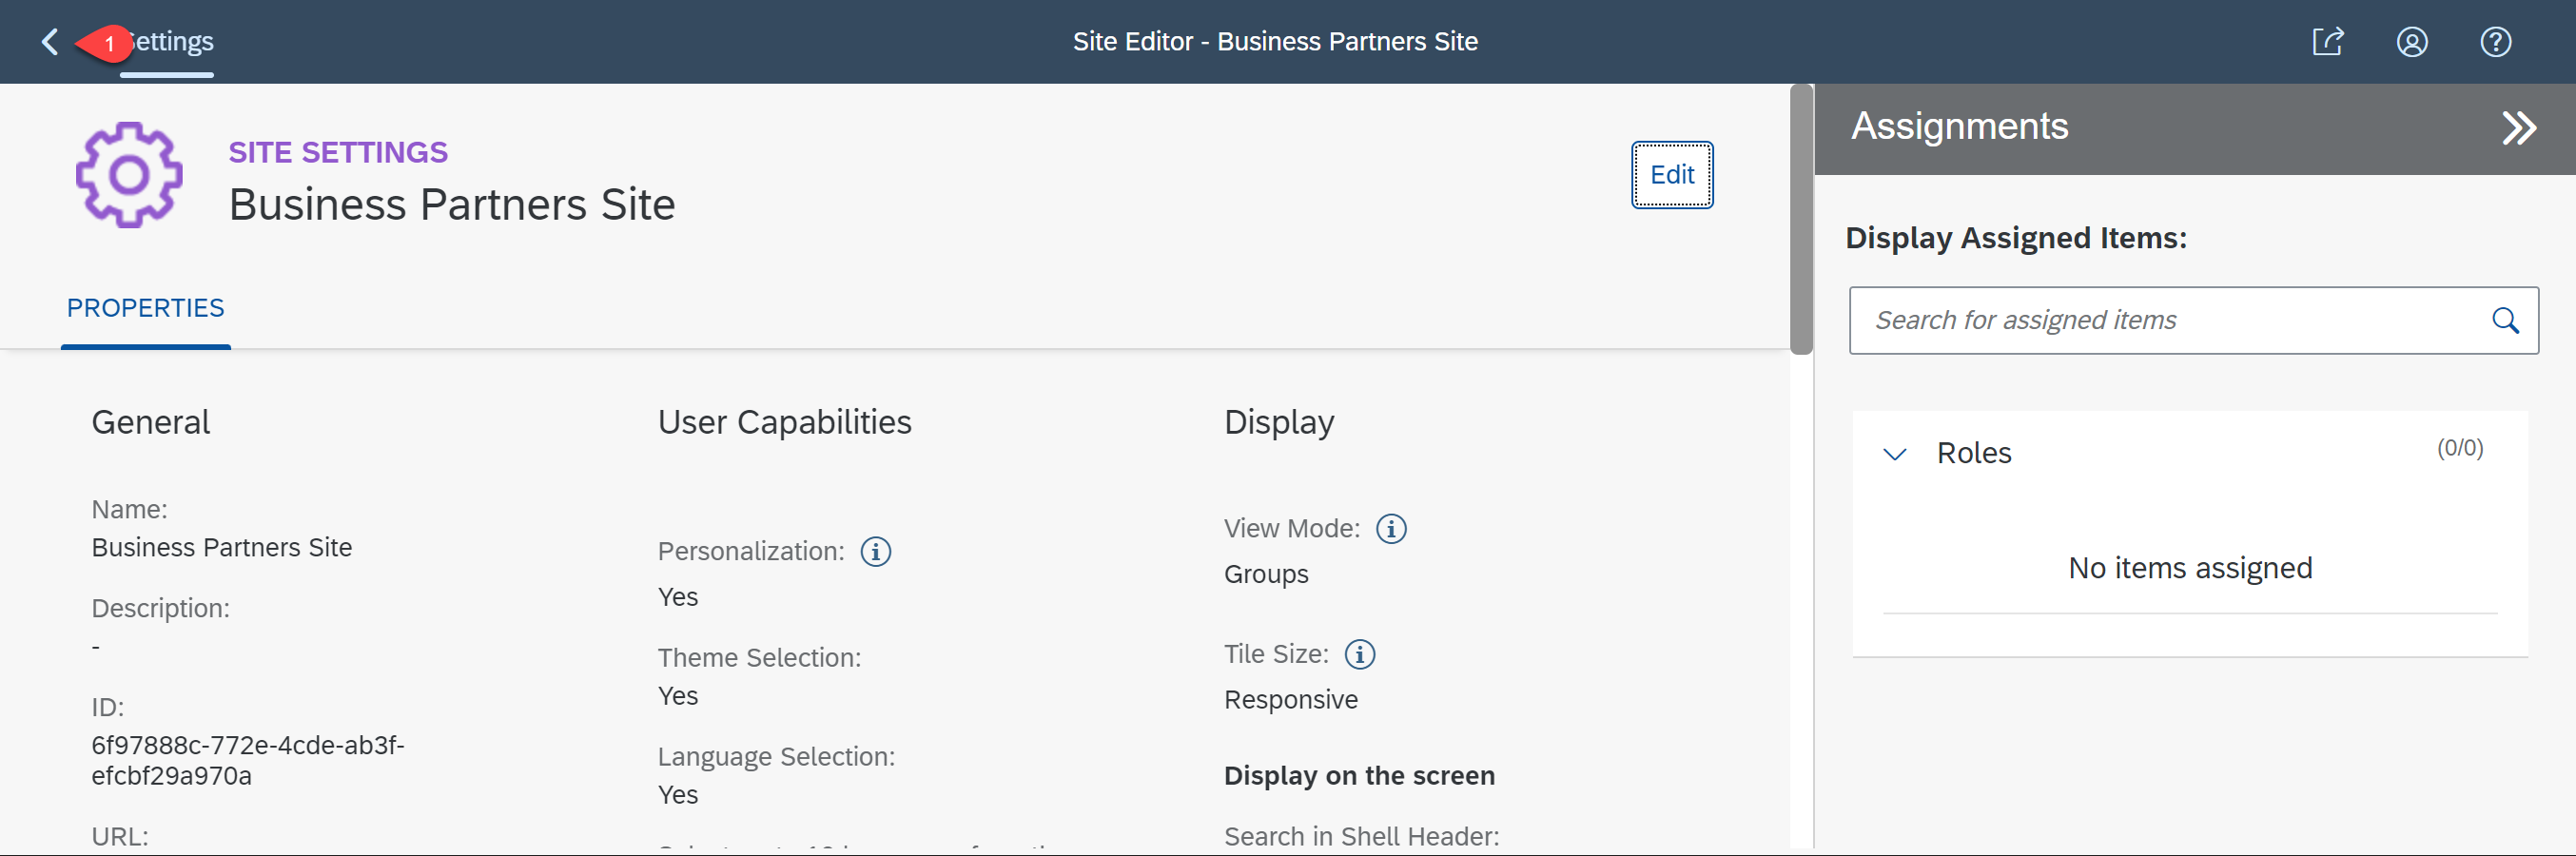 1
Settings
Site Editor - Business Partners Site
SITE SETTINGS
Business Partners Site
Edit
PROPERTIES
General
Name:
Business Partners Site
Description:
-
ID:
6f97888c-772e-4cde-ab3f-
efcbf29a970a
URL:
User Capabilities
Personalization:
Yes
Theme Selection:
Yes
Language Selection:
Yes
Display
View Mode:
Groups
Tile Size:
Responsive
Display on the screen
Search in Shell Header:
Assignments
Display Assigned Items:
Search for assigned items
Roles
(0/0)
No items assigned